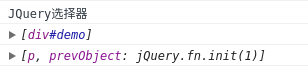 JQuery选择器
▶ [div#demo]
▶ [p, prevObject: jQuery.fn.init(1)]